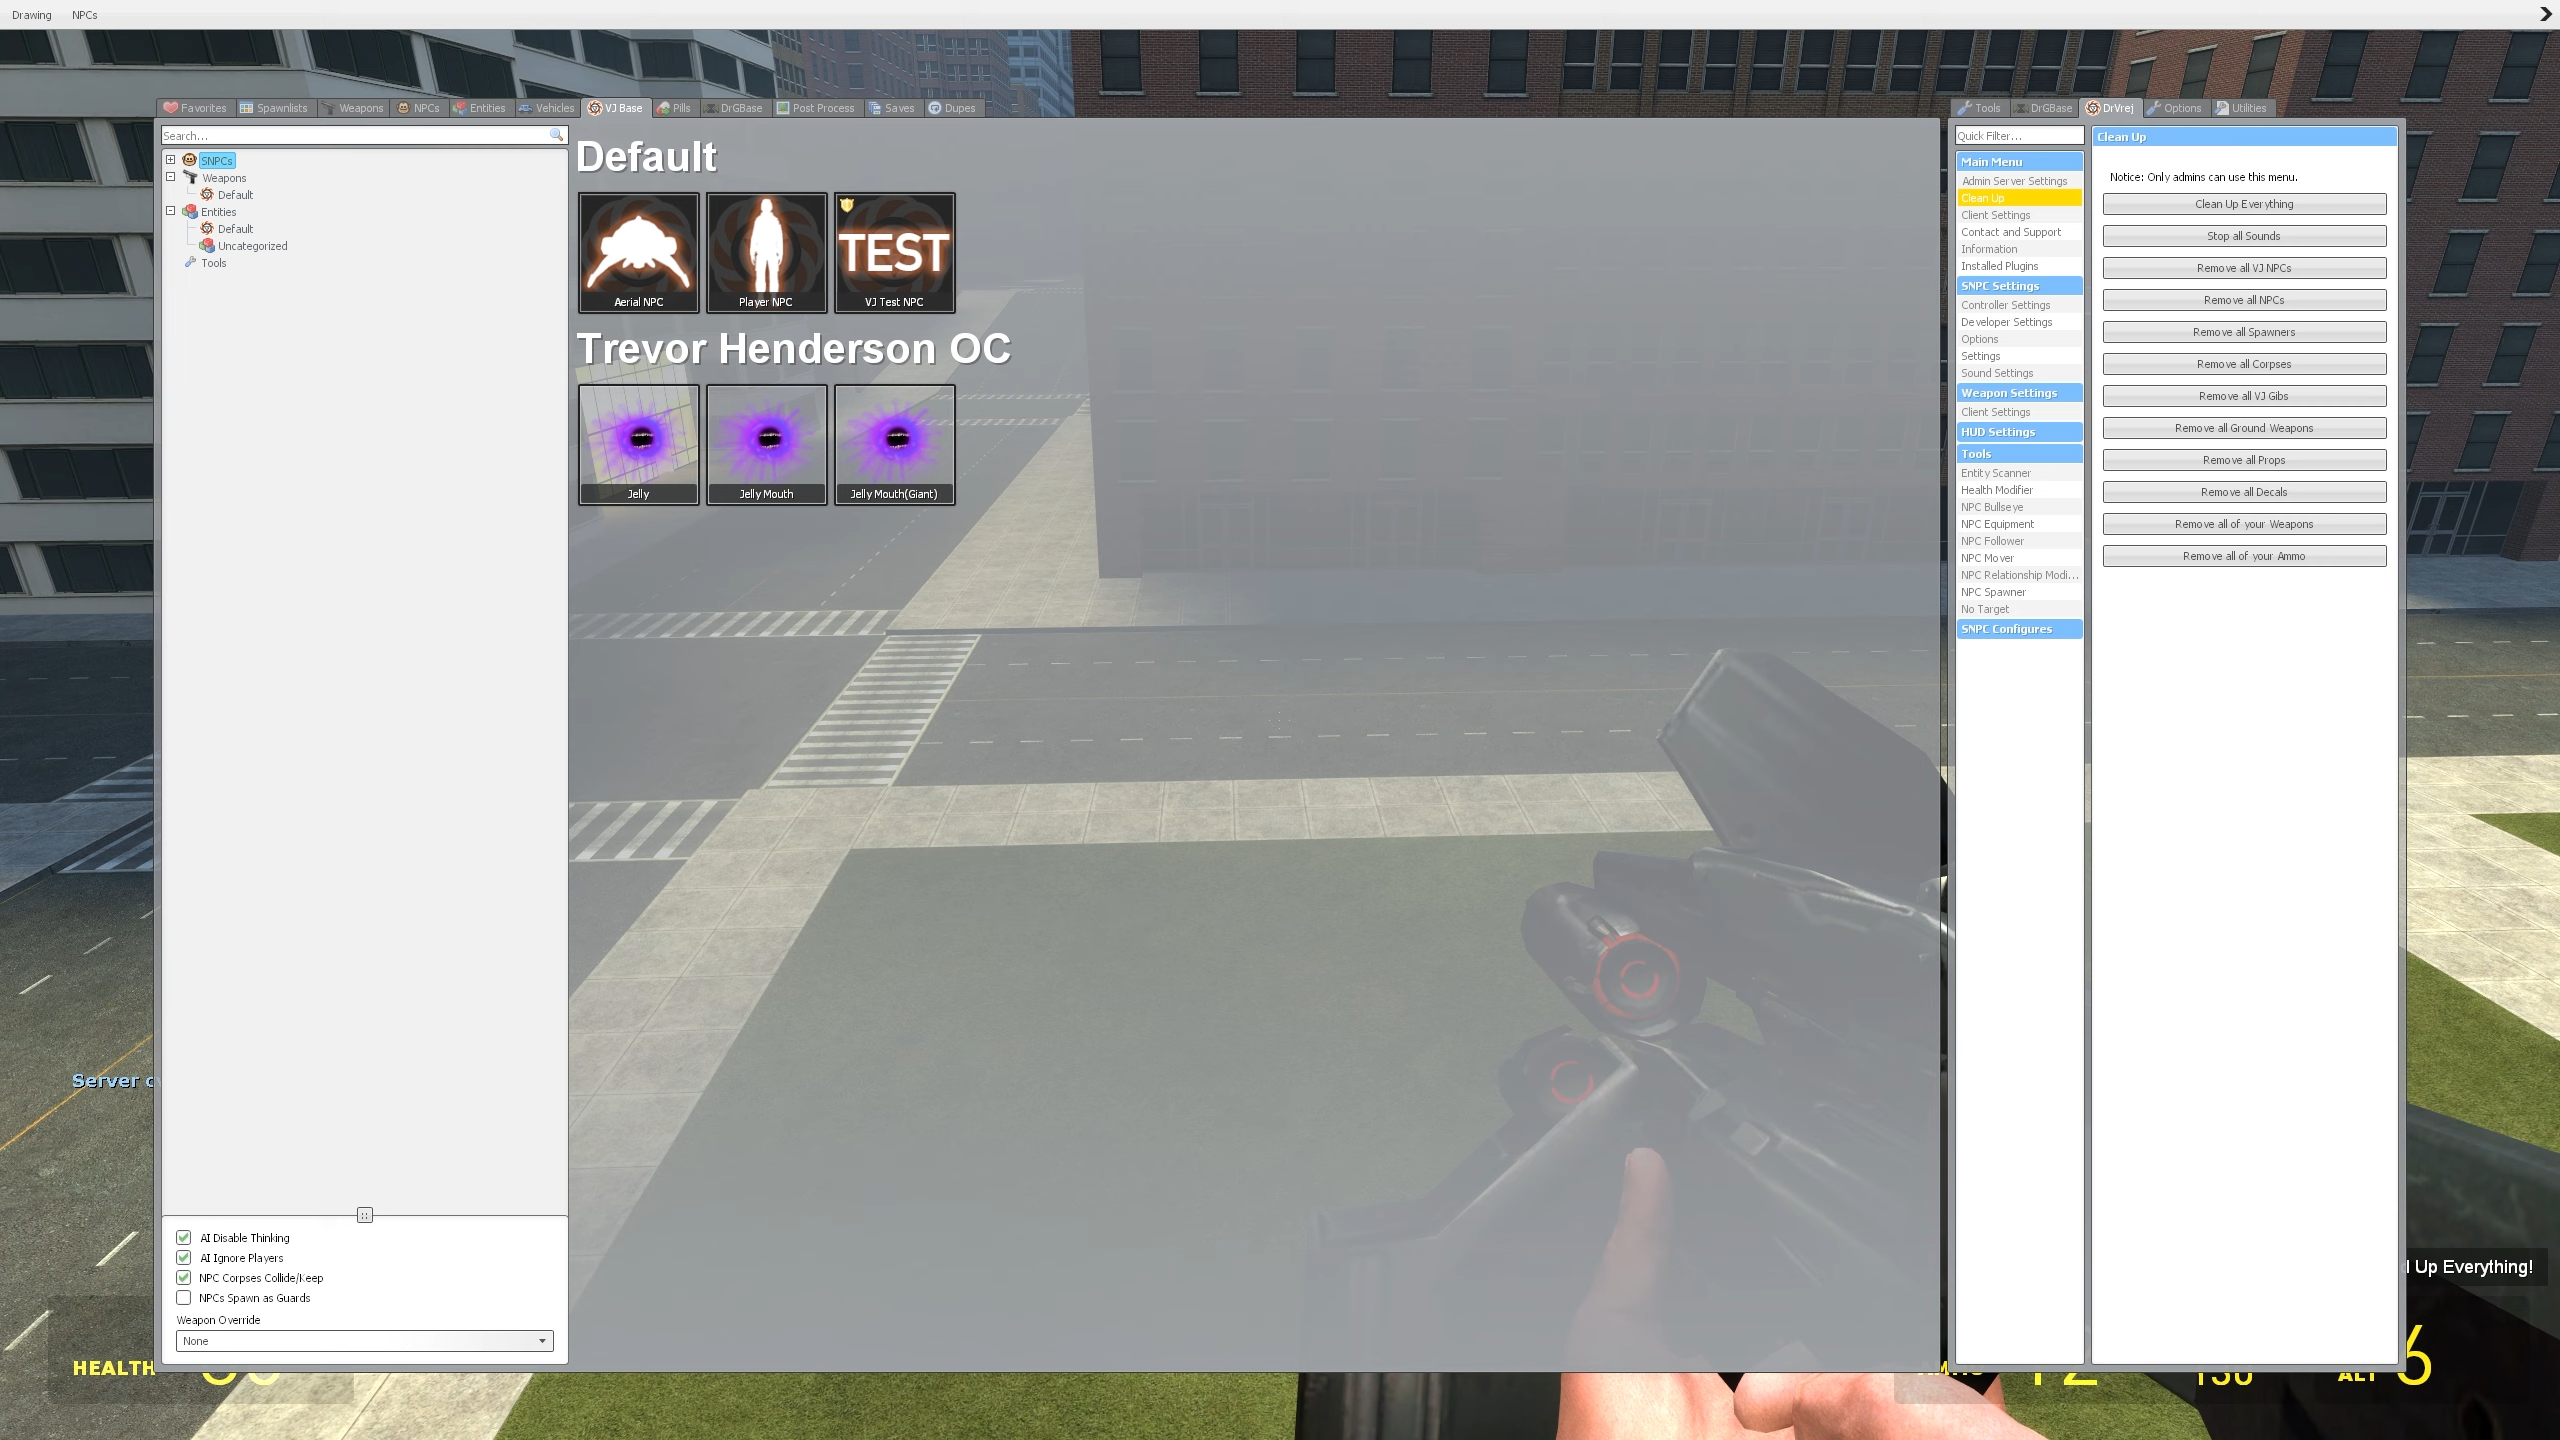 Drawing NPCs
Favorites Spawnlists Weapons NPCs Entities Vehicles VJ Base Pills DrGBase Post Process Saves Dupes
Search...
SNPCs
Weapons
Default
Entities
Default
Uncategorized
Tools
Default
Aerial NPC
Player NPC
TEST
VJ Test NPC
Trevor Henderson OC
Jelly
Jelly Mouth
Jelly Mouth(Giant)
AI Disable Thinking
AI Ignore Players
NPC Corpses Collide/Keep
NPCs Spawn as Guards
Weapon Override
None
Server
HEALTH
Tools DrGBase DrVrej Options Utilities
Quick Filter...
Main Menu
Admin Server Settings
Clean Up
Client Settings
Contact and Support
Information
Installed Plugins
SNPC Settings
Controller Settings
Developer Settings
Options
Settings
Sound Settings
Weapon Settings
Client Settings
HUD Settings
Tools
Entity Scanner
Health Modifier
NPC Bullseye
NPC Equipment
NPC Follower
NPC Mover
NPC Relationship Modi...
NPC Spawner
No Target
SNPC Configures
Clean Up
Notice: Only admins can use this menu.
Clean Up Everything
Stop all Sounds
Remove all VJ NPCs
Remove all NPCs
Remove all Spawners
Remove all Corpses
Remove all VJ Gibs
Remove all Ground Weapons
Remove all Props
Remove all Decals
Remove all of your Weapons
Remove all of your Ammo
Up Everything!
ALT 6